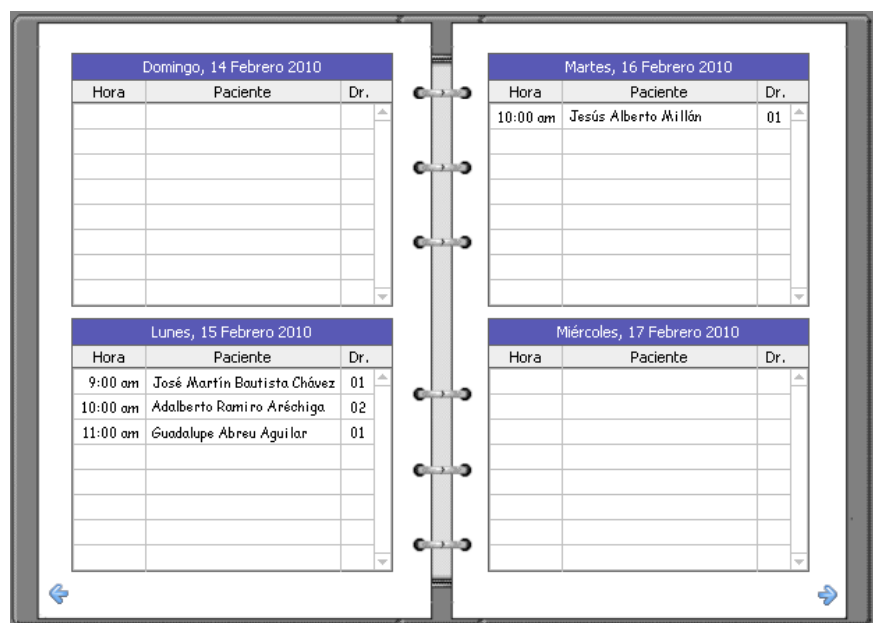 Domingo, 14 Febrero 2010
Hora Paciente Dr.
Lunes, 15 Febrero 2010
Hora Paciente Dr.
9:00 am José Martín Bautista Chávez 01
10:00 am Adalberto Ramiro Aréchiga 02
11:00 am Guadalupe Abreu Aguilar 01
Martes, 16 Febrero 2010
Hora Paciente Dr.
10:00 am Jesús Alberto Millán 01
Miércoles, 17 Febrero 2010
Hora Paciente Dr.